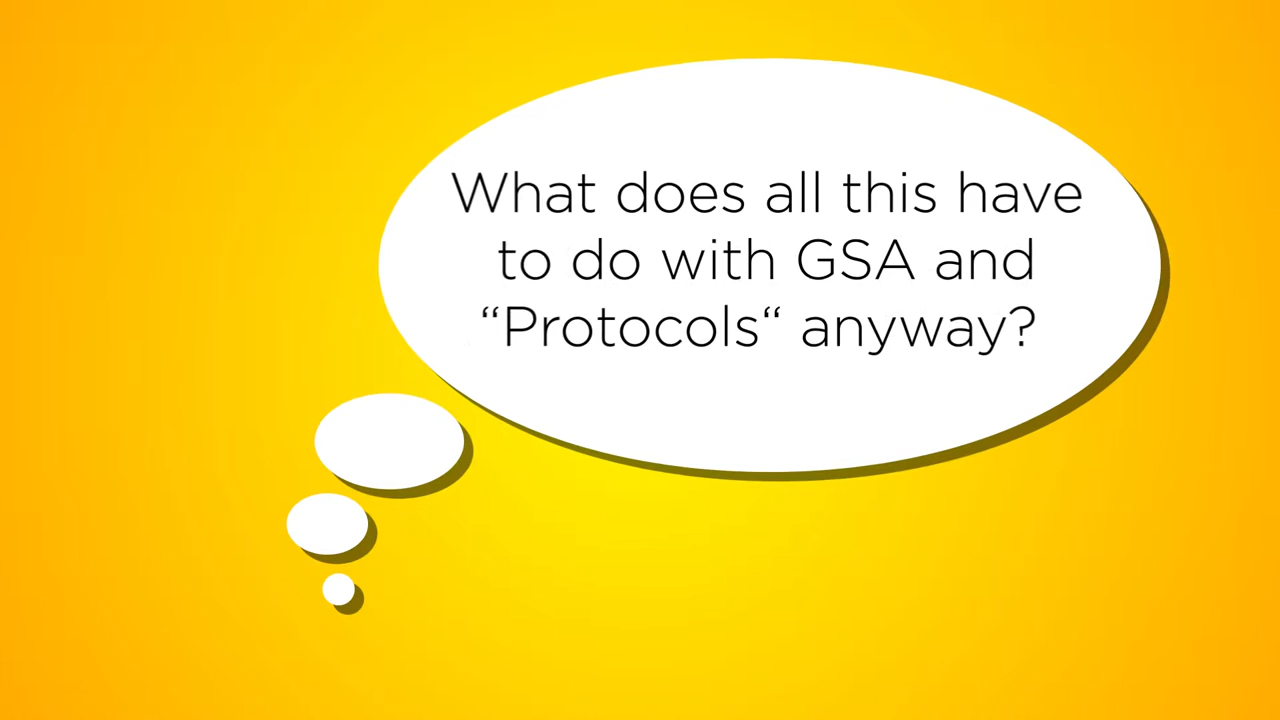 What does all this have
to do with GSA and
“Protocols“ anyway?